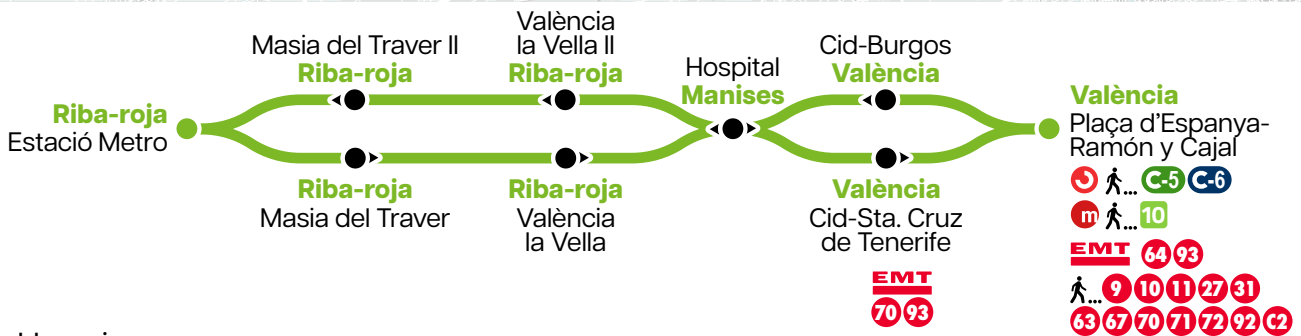 Riba-roja
Estació Metro
Masia del Traver II
Riba-roja
València
la Vella II
Riba-roja
Hospital
Manises
Cid-Burgos
València
Riba-roja
Masia del Traver
Riba-roja
València
la Vella
València
Cid-Sta. Cruz
de Tenerife
EMT
70 93
València
Plaça d'Espanya-
Ramón y Cajal
... C-5 C-6
m ... 10
EMT 64 93
... 9 10 11 27 31
63 67 70 71 72 92 C2